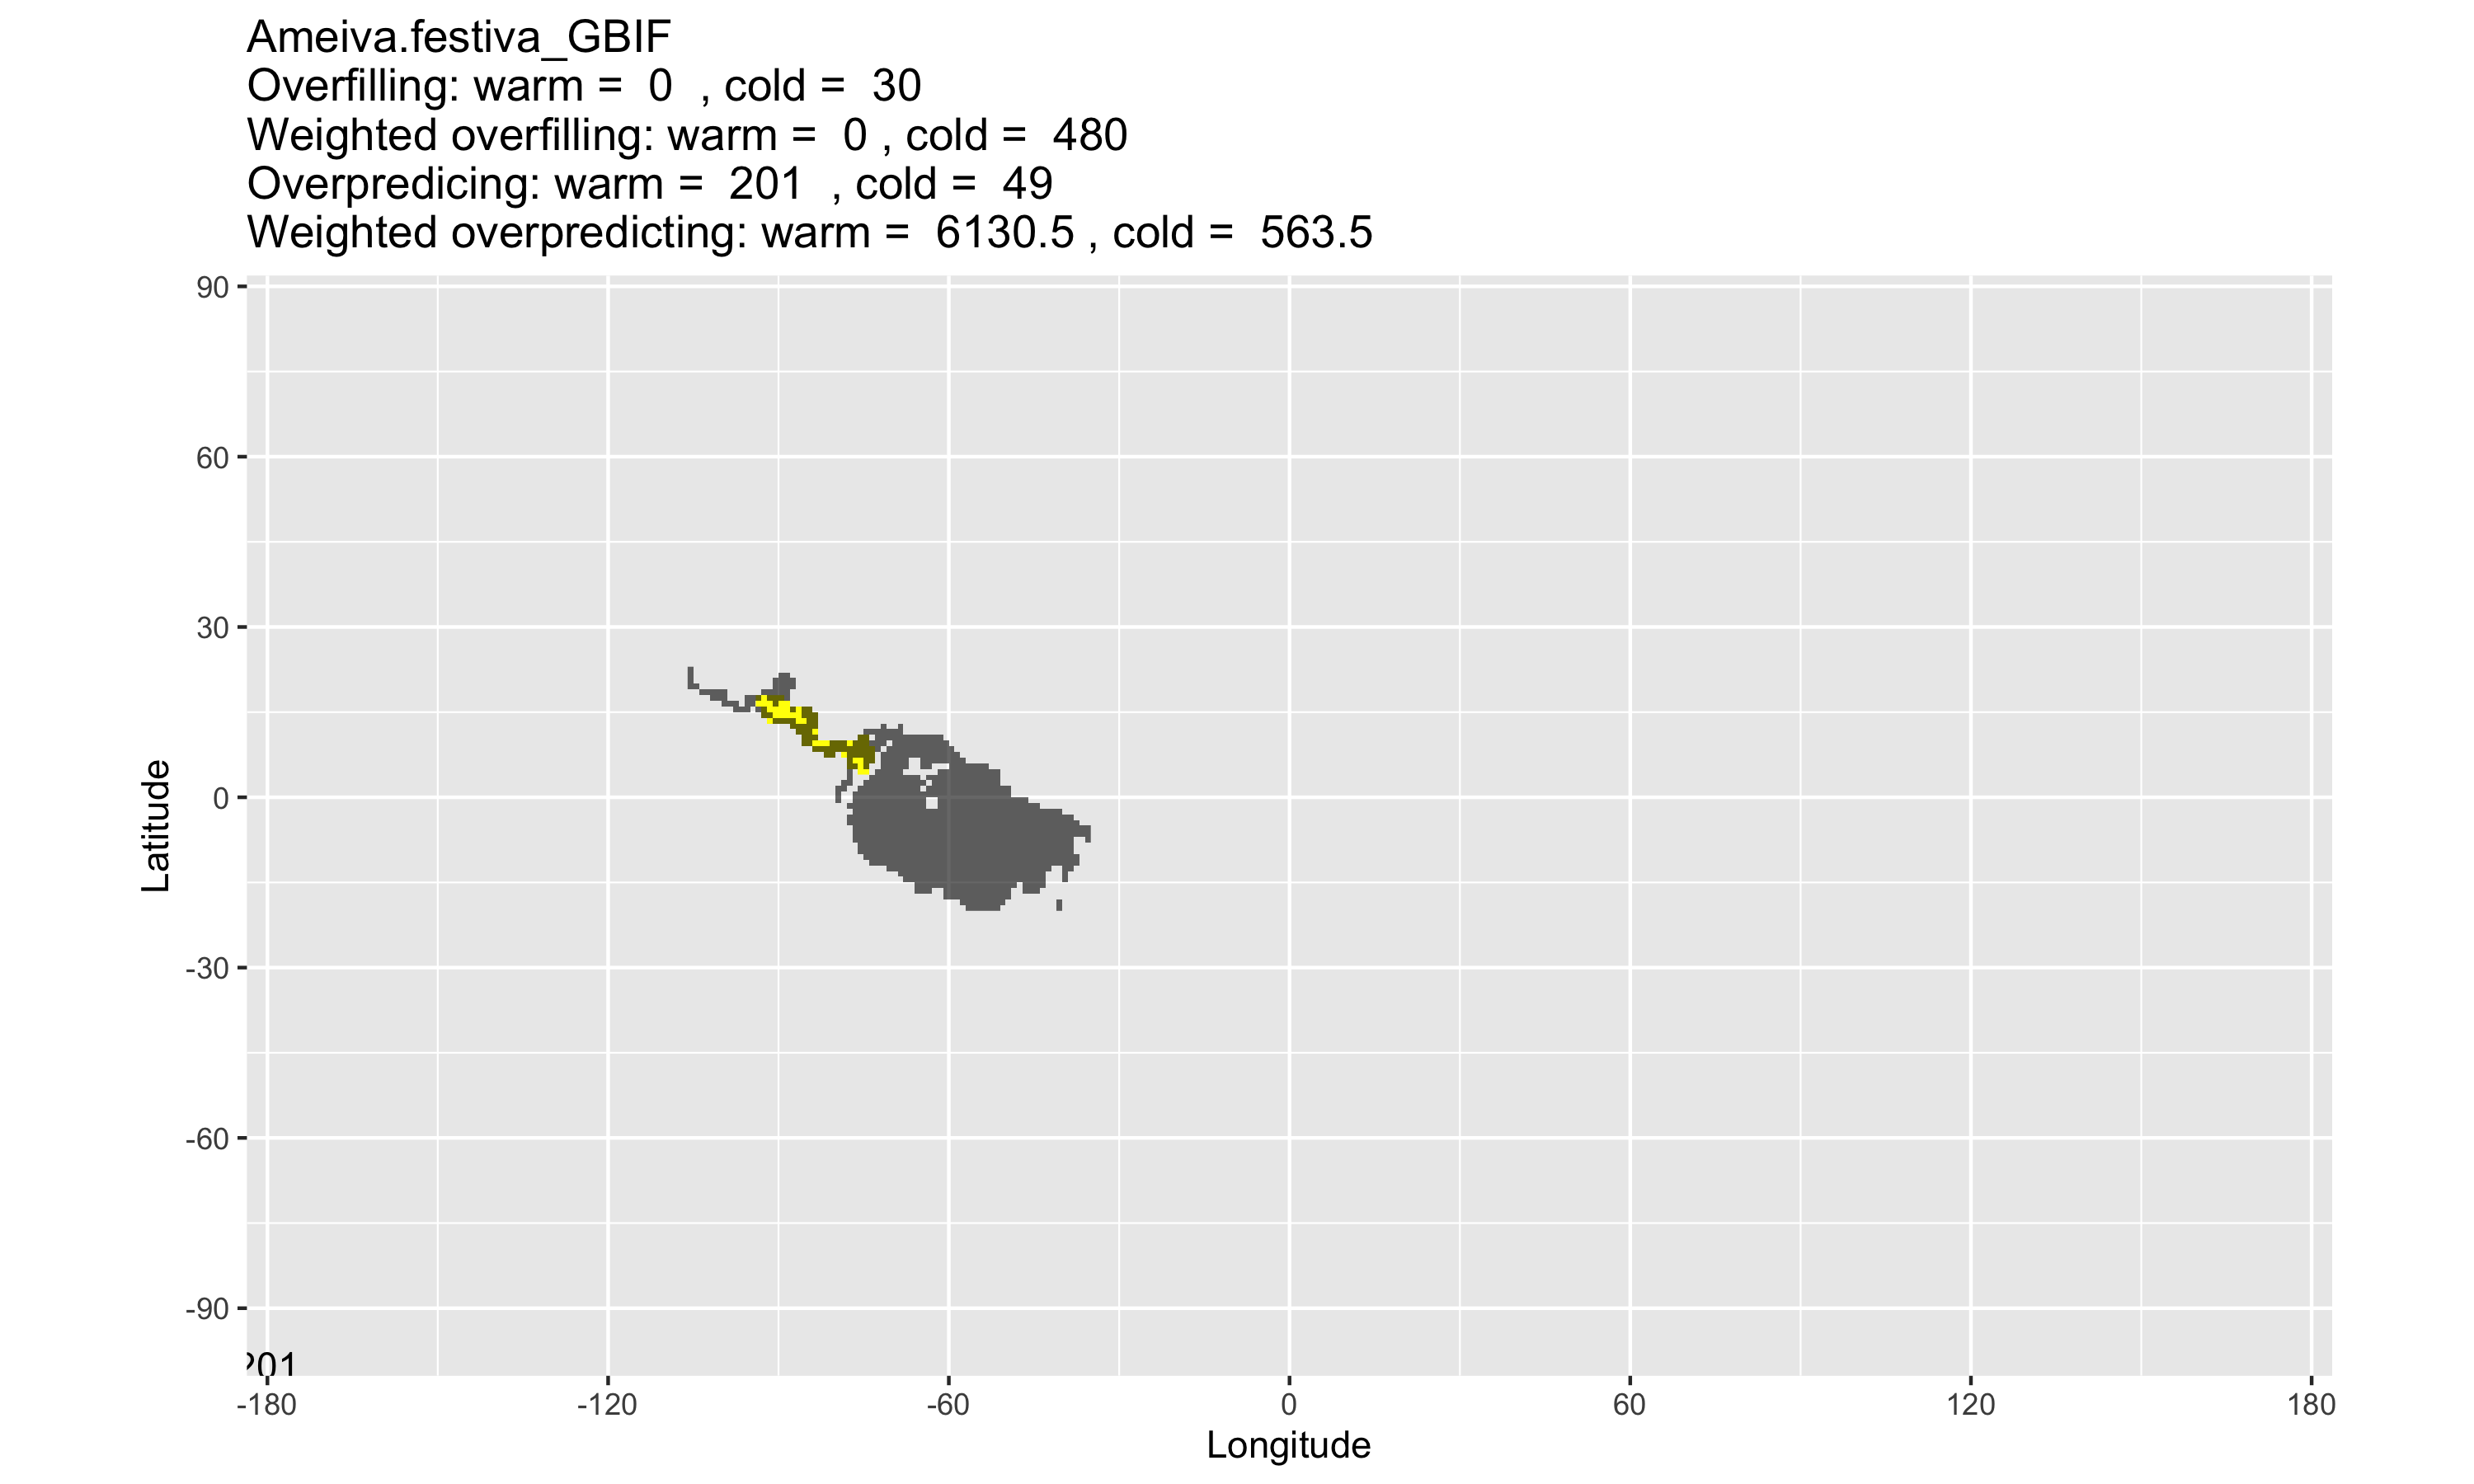 Ameiva.festiva_GBIF
Overfilling: warm =  0  , cold =  30
Weighted overfilling: warm =  0 , cold =  480
Overpredicing: warm =  201  , cold =  49
Weighted overpredicting: warm =  6130.5 , cold =  563.5
90
60
30
0
-30
-60
-90
Latitude
201
-180
-120
-60
0
60
120
180
Longitude